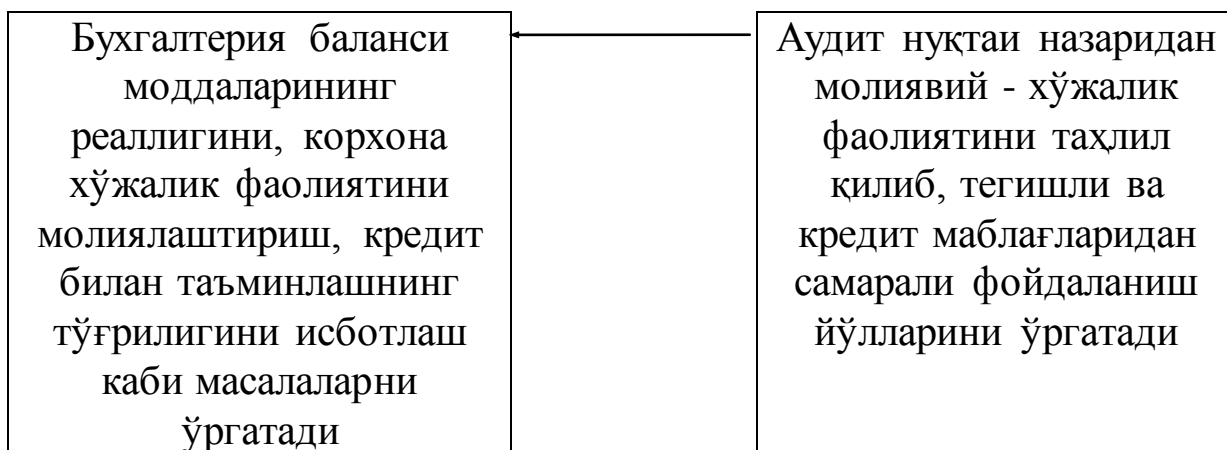 Бухгалтерия баланси
моддаларининг
реаллигини, корхона
хўжалик фаолиятини
молиялаштириш, кредит
билан таъминлашнинг
тўғрилигини исботлаш
каби масалаларни
ўргатади
Аудит нуқтаи назаридан
молиявий - хўжалик
фаолиятини таҳлил
қилиб, тегишли ва
кредит маблағларидан
самарали фойдаланиш
йўлларини ўргатади